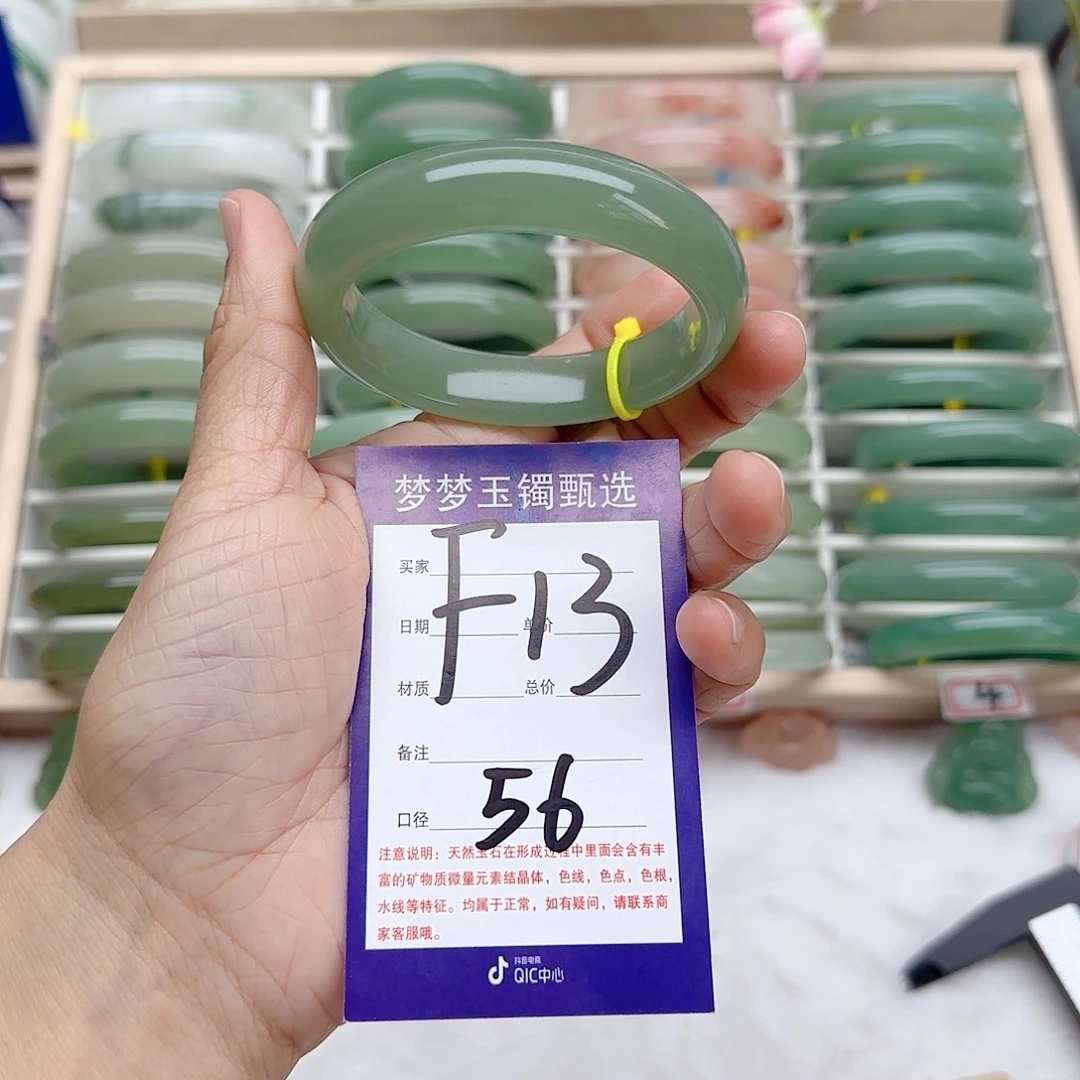 梦梦玉镯甄选
买家
F13
日期 单价
材质 总价
备注
口径 56
注意说明：天然玉石在形成过程中里面会含有丰
富的矿物质微量元素结晶体，色线，色点，色根，
水线等特征。均属于正常，如有疑问，请联系商
家客服哦。
抖音电商
QIC中心